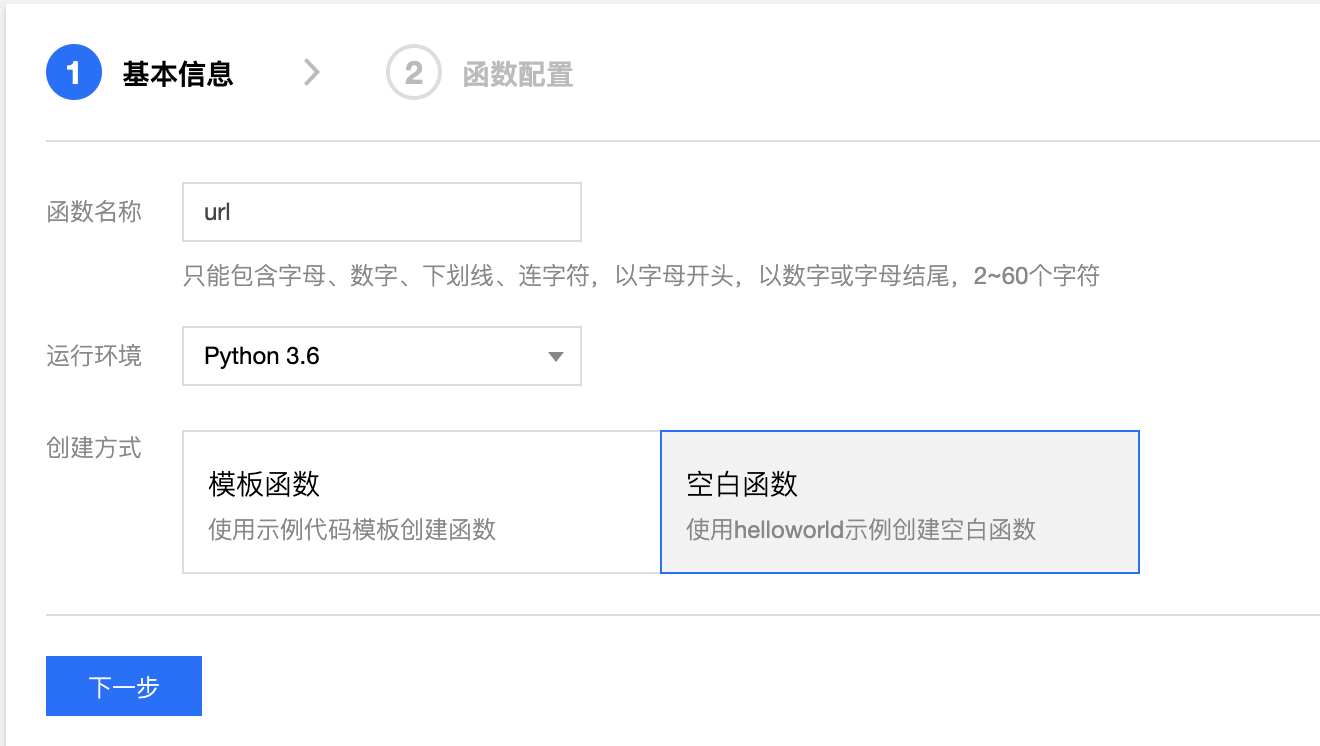 1 基本信息 2 函数配置
函数名称 url
只能包含字母、数字、下划线、连字符，以字母开头，以数字或字母结尾，2~60个字符
运行环境 Python 3.6
创建方式
模板函数 空白函数
使用示例代码模板创建函数 使用helloworld示例创建空白函数
下一步